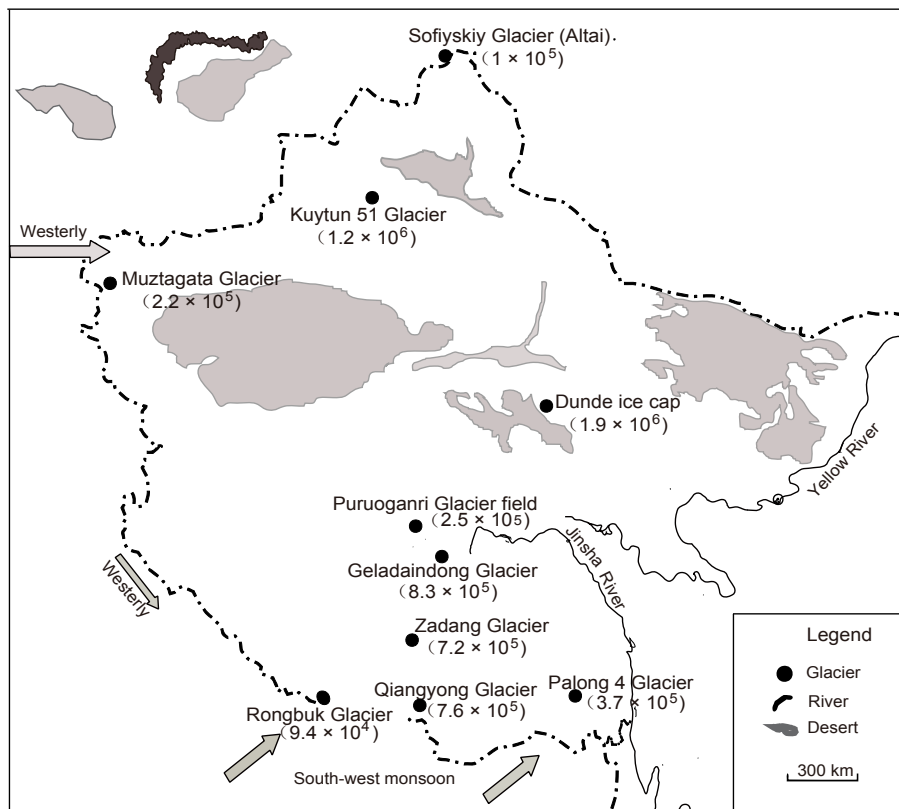 Sofiyskiy Glacier (Altai).
(1 × 10⁵)
Kuytun 51 Glacier
(1.2 × 10⁶)
Westerly
Muztagata Glacier
(2.2 × 10⁵)
Dunde ice cap
(1.9 × 10⁶)
Yellow River
Puruoganri Glacier field
(2.5 × 10⁵)
Jinsha River
Geladaindong Glacier
(8.3 × 10⁵)
Westerly
Zadang Glacier
(7.2 × 10⁵)
Qiangyong Glacier
(7.6 × 10⁵)
Palong 4 Glacier
(3.7 × 10⁵)
Rongbuk Glacier
(9.4 × 10⁴)
South-west monsoon
Legend
Glacier
River
Desert
300 km